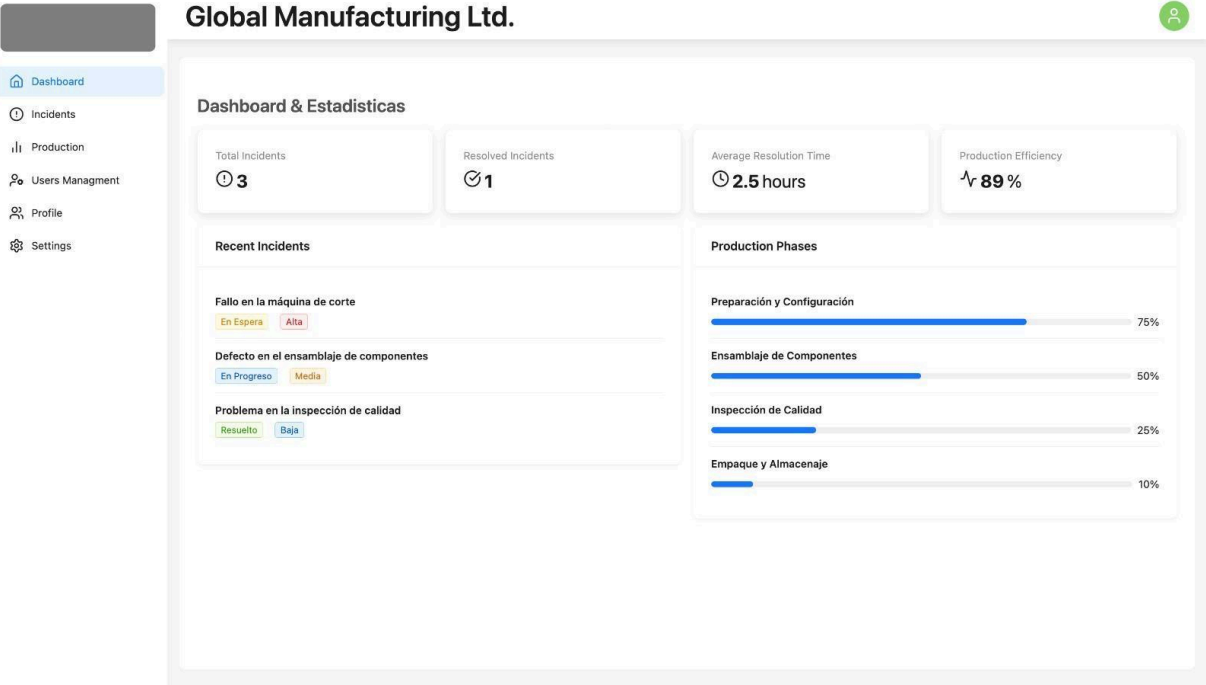 Global Manufacturing Ltd.
Dashboard
Incidents
Production
Users Managment
Profile
Settings
Dashboard & Estadisticas
Total Incidents
3
Resolved Incidents
1
Average Resolution Time
2.5 hours
Production Efficiency
89 %
Recent Incidents
Fallo en la máquina de corte
En Espera Alta
Defecto en el ensamblaje de componentes
En Progreso Media
Problema en la inspección de calidad
Resuelto Baja
Production Phases
Preparación y Configuración
75%
Ensamblaje de Componentes
50%
Inspección de Calidad
25%
Empaque y Almacenaje
10%